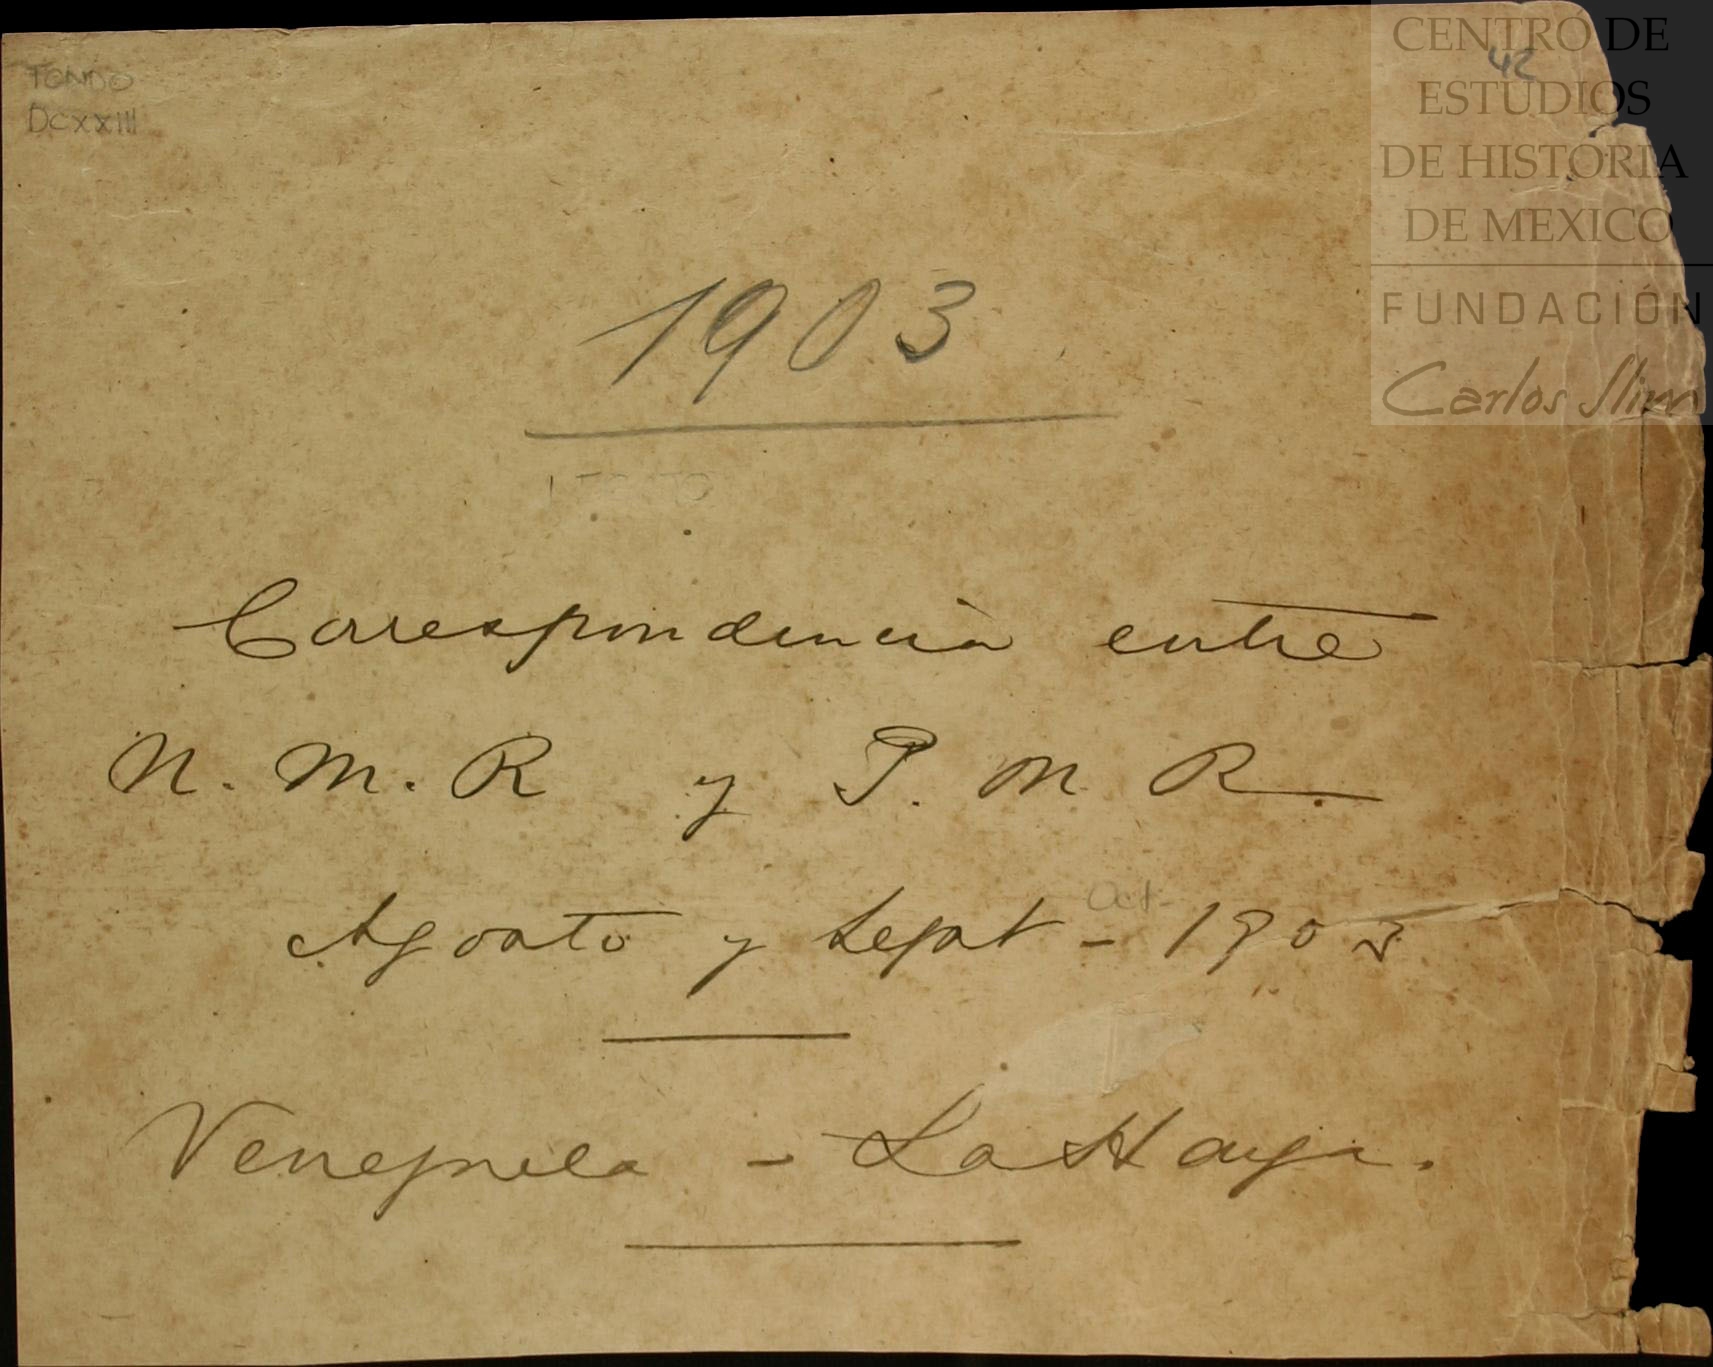 FONDO
DCXXIII
42
CENTRO DE
ESTUDIOS
DE HISTORIA
DE MEXICO
FUNDACIÓN
Carlos Slim
1903
Correspondencia entre
N. M. R y P. M. R.
Oct-
Agosto y Sept - 1903
Venezuela - La Haya.